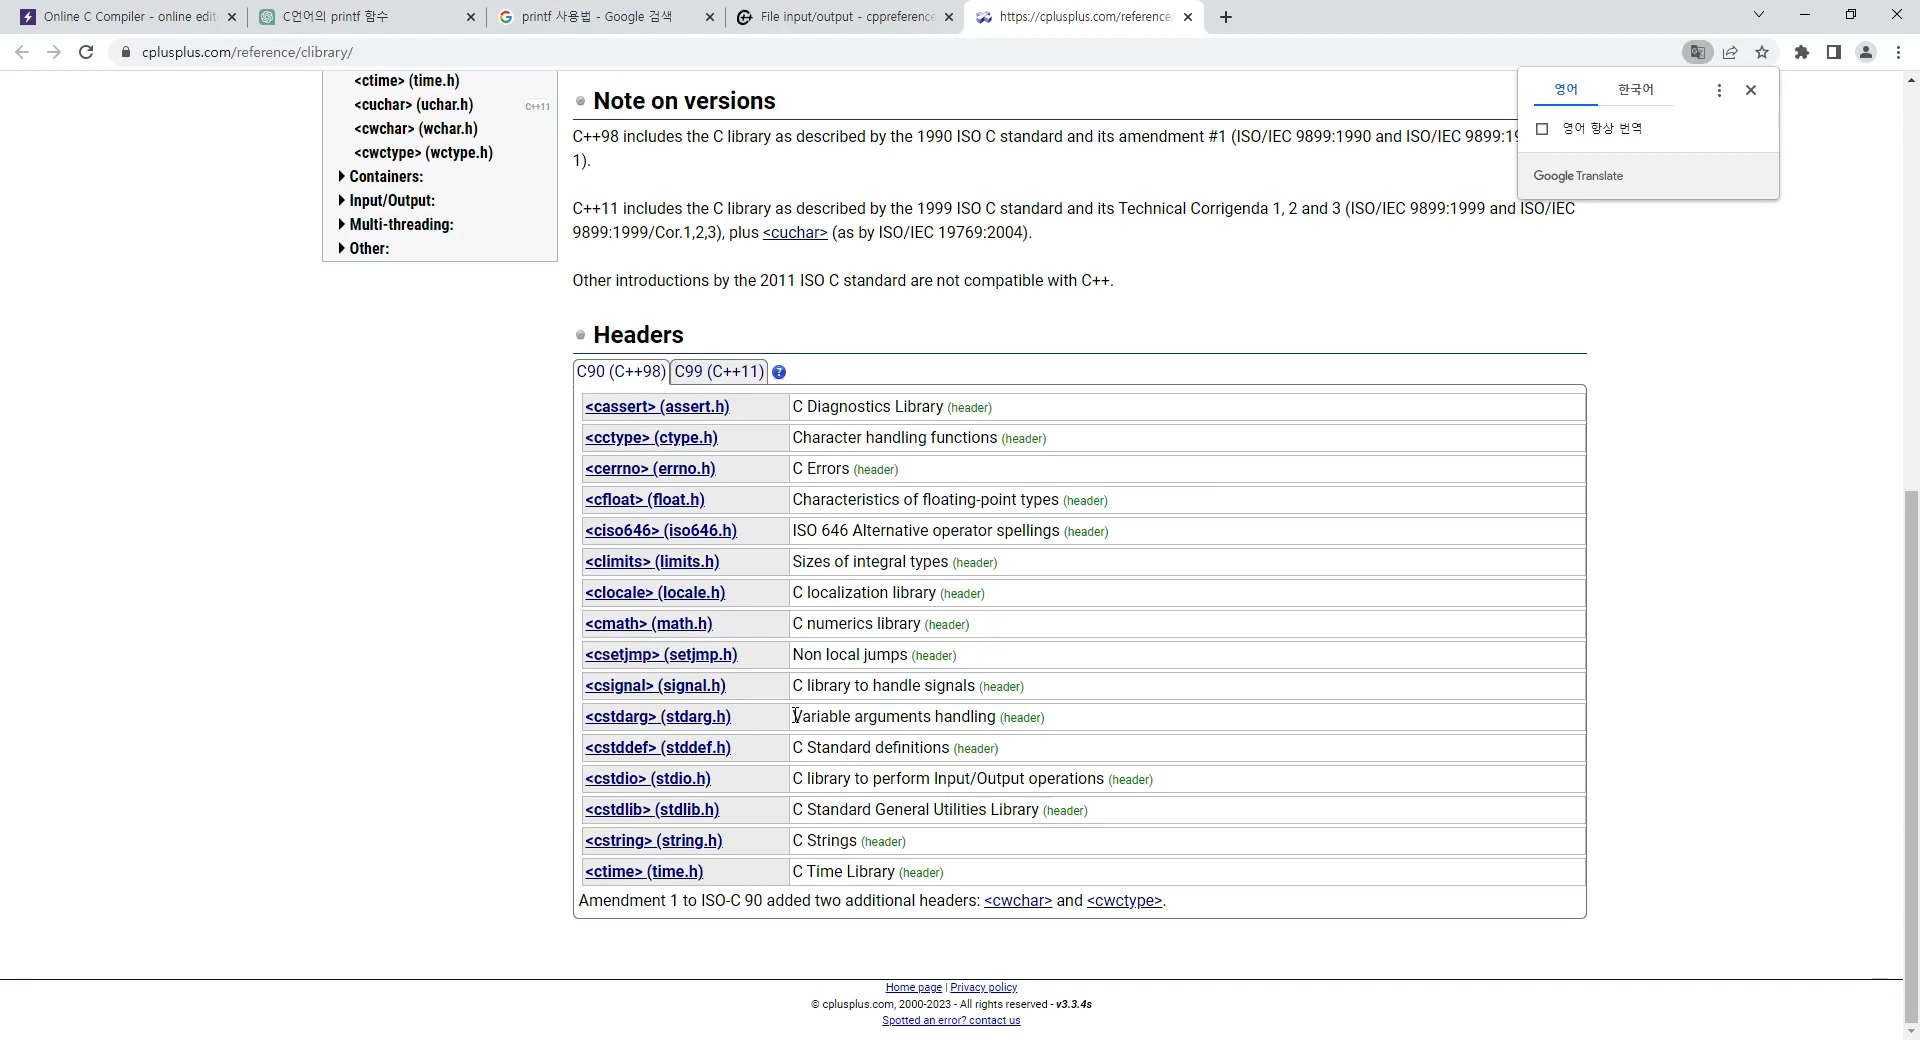 Online C Compiler - online edit
C언어의 printf 함수
printf 사용법 - Google 검색
File input/output - cppreference
https://cplusplus.com/reference
cplusplus.com/reference/clibrary/
영어 한국어
영어 항상 번역
Google Translate
<ctime> (time.h)
<cuchar> (uchar.h) C++11
<cwchar> (wchar.h)
<cwctype> (wctype.h)
Containers:
Input/Output:
Multi-threading:
Other:
Note on versions
C++98 includes the C library as described by the 1990 ISO C standard and its amendment #1 (ISO/IEC 9899:1990 and ISO/IEC 9899:19
1).
C++11 includes the C library as described by the 1999 ISO C standard and its Technical Corrigenda 1, 2 and 3 (ISO/IEC 9899:1999 and ISO/IEC
9899:1999/Cor.1,2,3), plus <cuchar> (as by ISO/IEC 19769:2004).
Other introductions by the 2011 ISO C standard are not compatible with C++.
Headers
C90 (C++98) C99 (C++11) ?
<cassert> (assert.h) C Diagnostics Library (header)
<cctype> (ctype.h) Character handling functions (header)
<cerrno> (errno.h) C Errors (header)
<cfloat> (float.h) Characteristics of floating-point types (header)
<ciso646> (iso646.h) ISO 646 Alternative operator spellings (header)
<climits> (limits.h) Sizes of integral types (header)
<clocale> (locale.h) C localization library (header)
<cmath> (math.h) C numerics library (header)
<csetjmp> (setjmp.h) Non local jumps (header)
<csignal> (signal.h) C library to handle signals (header)
<cstdarg> (stdarg.h) Variable arguments handling (header)
<cstddef> (stddef.h) C Standard definitions (header)
<cstdio> (stdio.h) C library to perform Input/Output operations (header)
<cstdlib> (stdlib.h) C Standard General Utilities Library (header)
<cstring> (string.h) C Strings (header)
<ctime> (time.h) C Time Library (header)
Amendment 1 to ISO-C 90 added two additional headers: <cwchar> and <cwctype>.
Home page | Privacy policy
© cplusplus.com, 2000-2023 - All rights reserved - v3.3.4s
Spotted an error? contact us